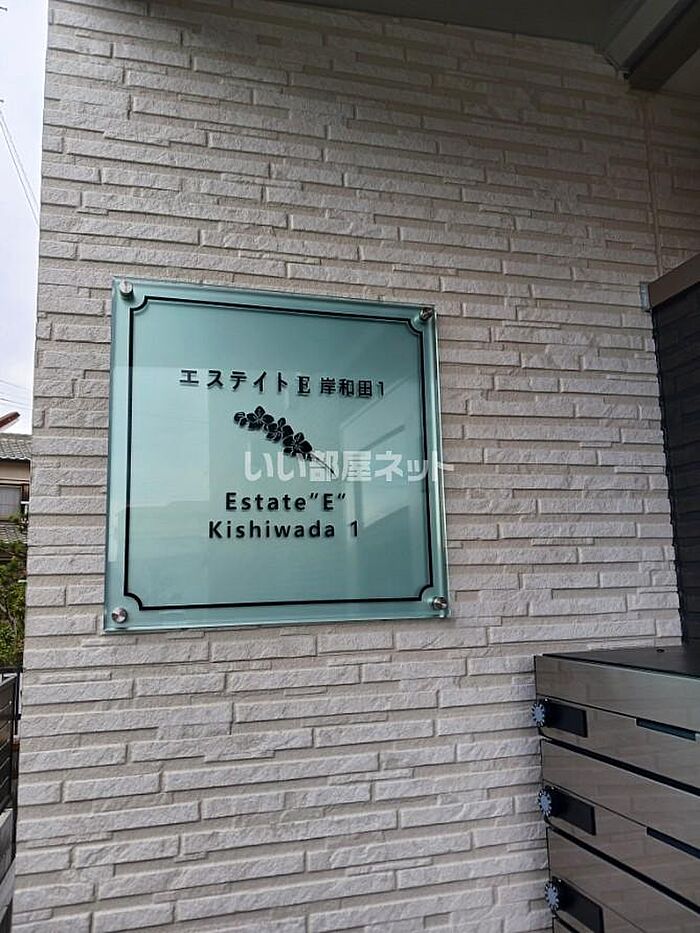 エステイトE 岸和田1
いい部屋ネット
Estate"E"
Kishiwada 1